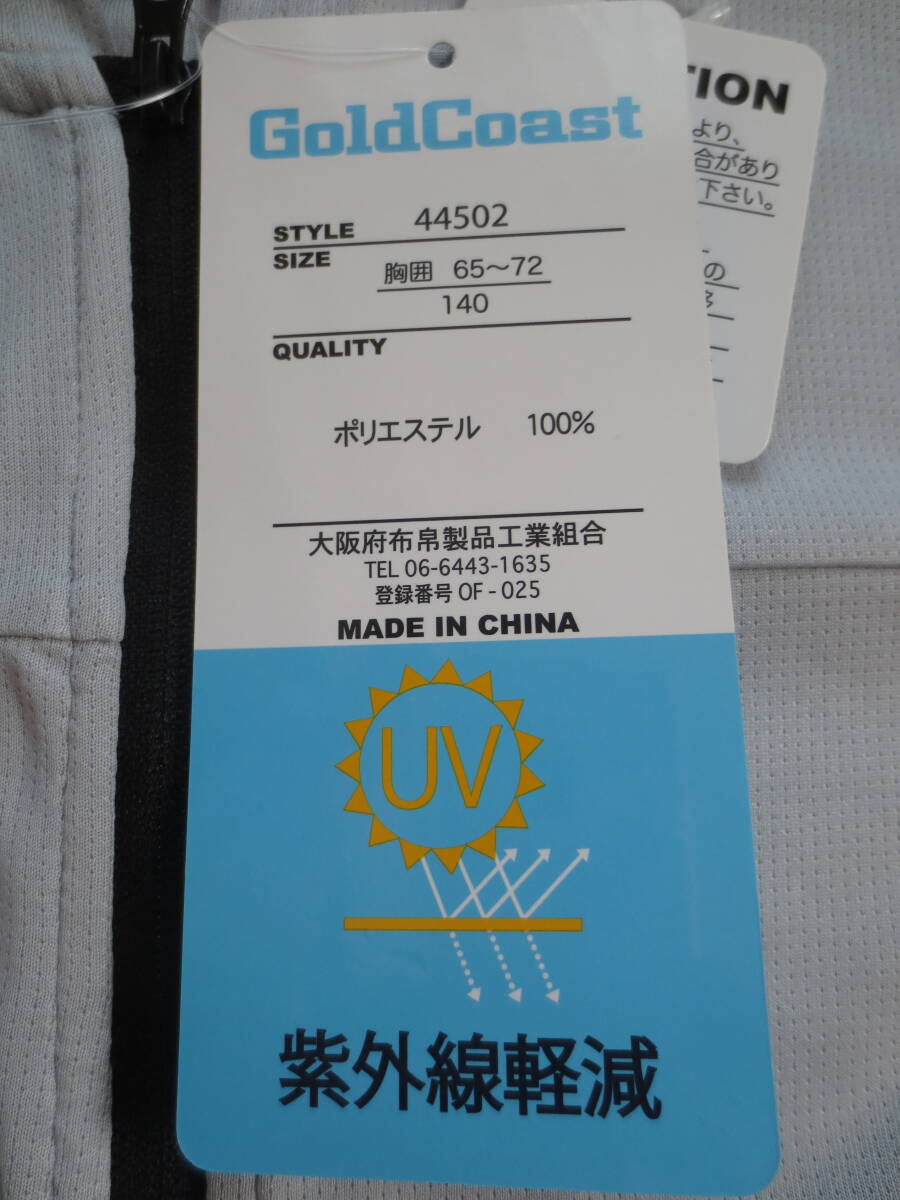 GoldCoast
STYLE 44502
SIZE
胸囲 65～72
140
QUALITY
ポリエステル 100%
大阪府布帛製品工業組合
TEL 06-6443-1635
登録番号 OF - 025
MADE IN CHINA
UV
紫外線軽減
TION
より、
合があり
下さい。
の